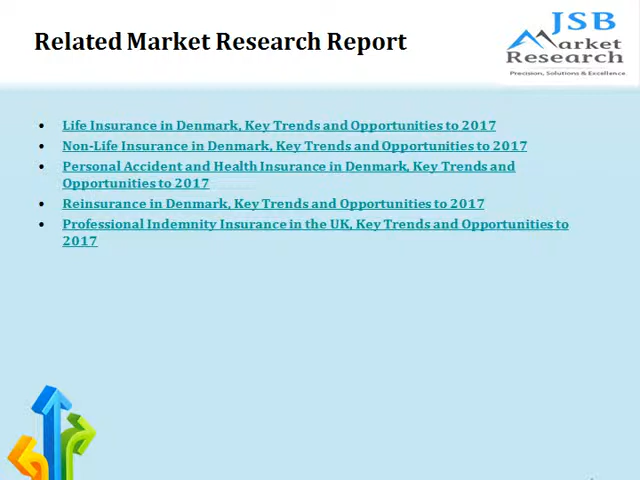 Related Market Research Report
JSB
Market
Research
Precision, Solutions & Excellence.
• Life Insurance in Denmark, Key Trends and Opportunities to 2017
• Non-Life Insurance in Denmark, Key Trends and Opportunities to 2017
• Personal Accident and Health Insurance in Denmark, Key Trends and
Opportunities to 2017
• Reinsurance in Denmark, Key Trends and Opportunities to 2017
• Professional Indemnity Insurance in the UK, Key Trends and Opportunities to
2017